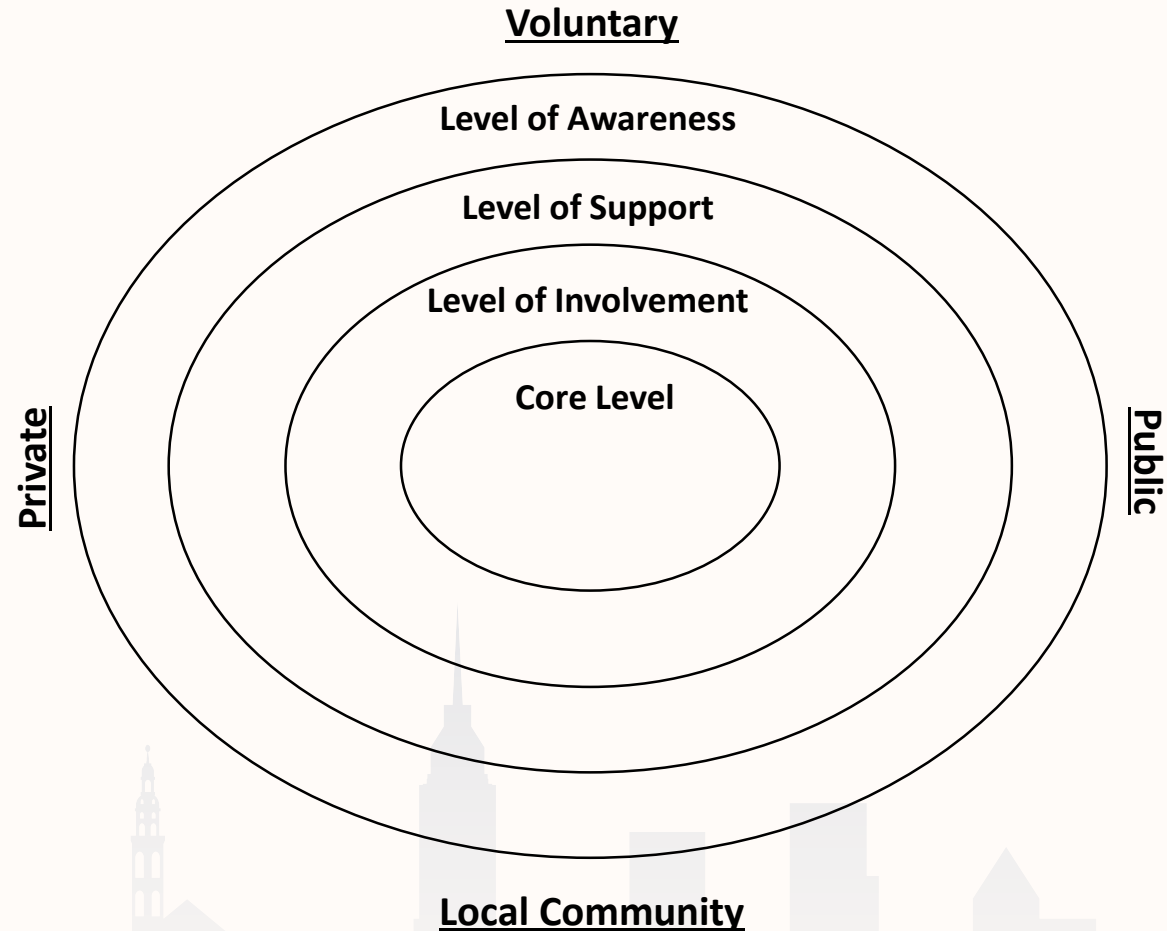 Voluntary
Level of Awareness
Level of Support
Level of Involvement
Core Level
Private
Public
Local Community